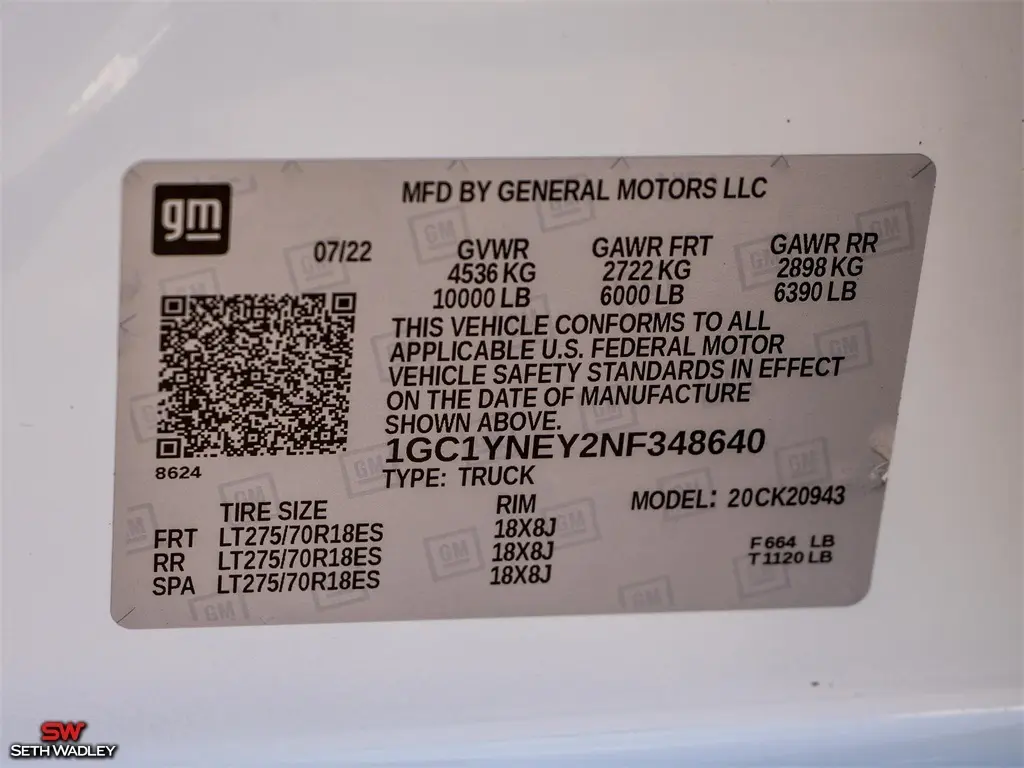 gm
MFD BY GENERAL MOTORS LLC
07/22 GVWR GAWR FRT GAWR RR
4536 KG 2722 KG 2898 KG
10000 LB 6000 LB 6390 LB
THIS VEHICLE CONFORMS TO ALL
APPLICABLE U.S. FEDERAL MOTOR
VEHICLE SAFETY STANDARDS IN EFFECT
ON THE DATE OF MANUFACTURE
SHOWN ABOVE.
1GC1YNEY2NF348640
8624
TYPE: TRUCK
TIRE SIZE RIM MODEL: 20CK20943
FRT LT275/70R18ES 18X8J
RR LT275/70R18ES 18X8J
SPA LT275/70R18ES 18X8J
F 664 LB
T 1120 LB
SW
SETH WADLEY